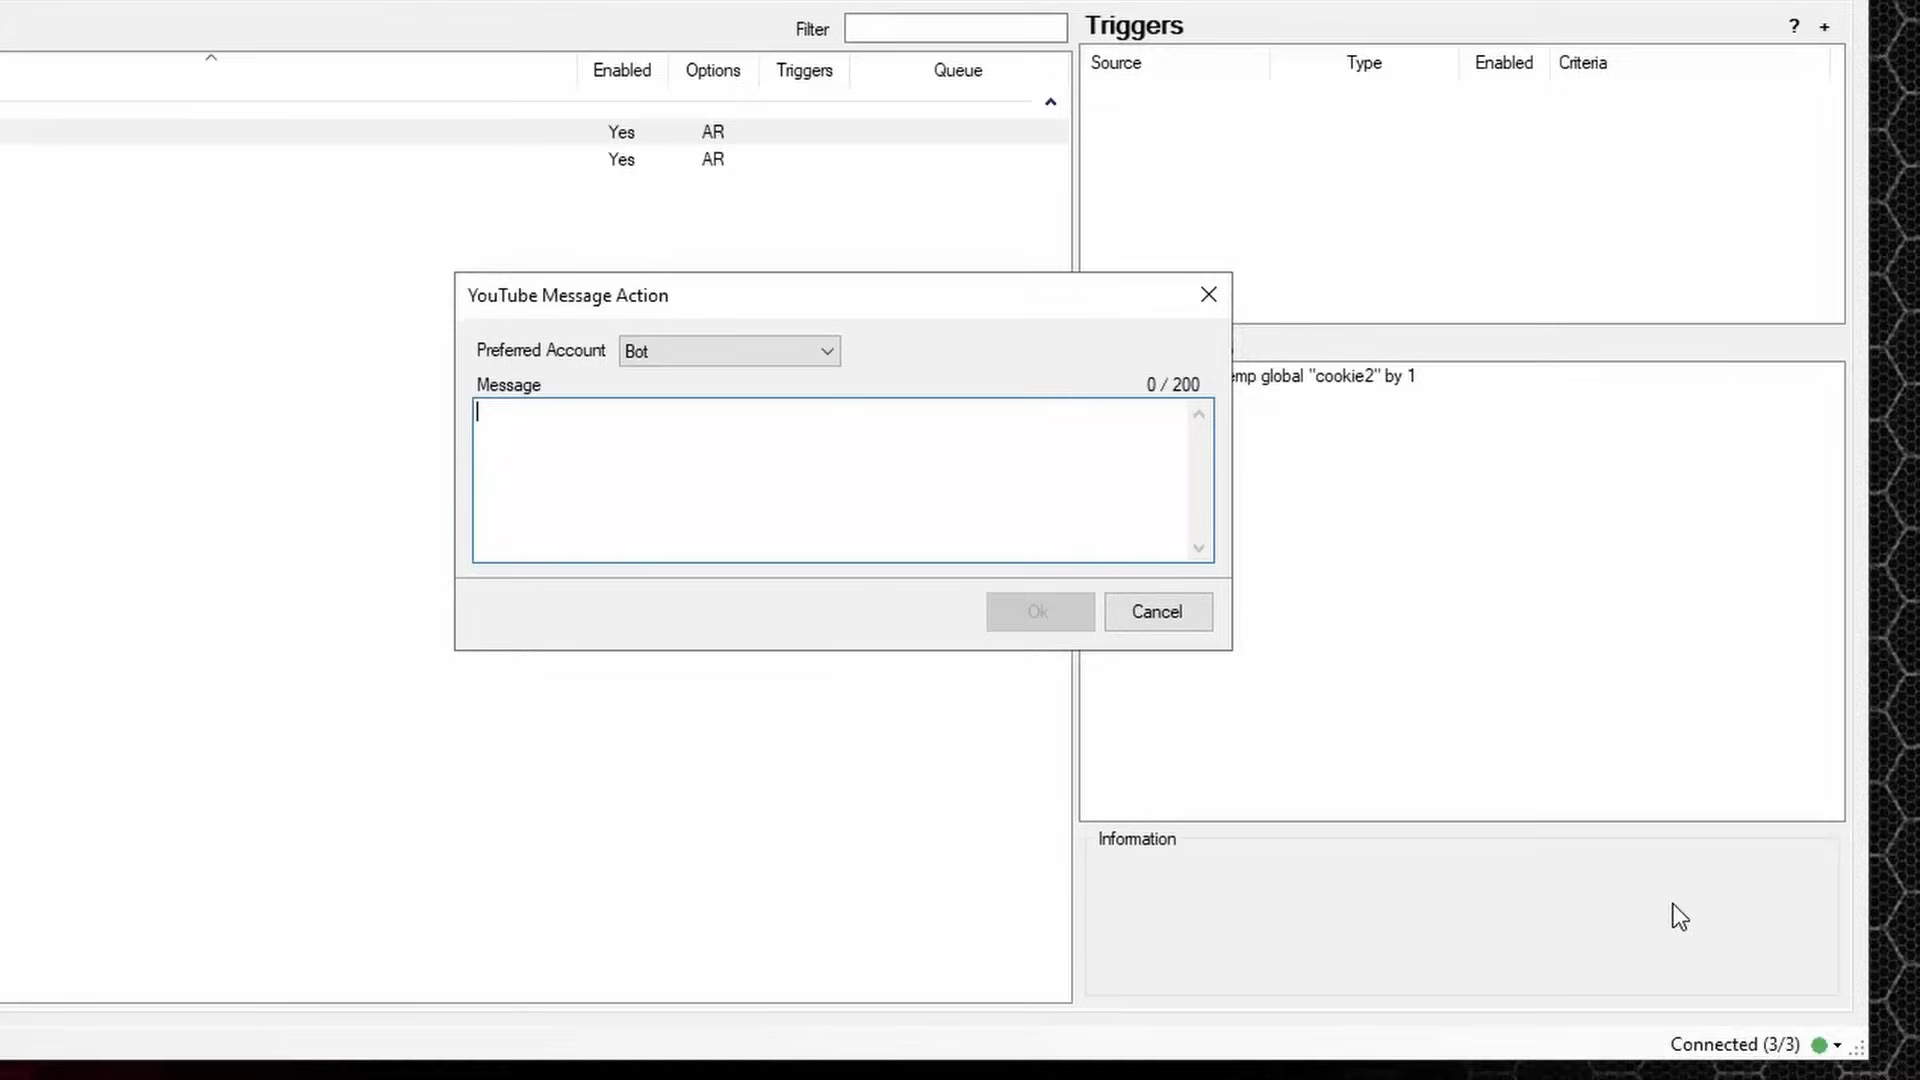 Filter
Triggers
? +
Source Type Enabled Criteria
Enabled Options Triggers Queue
Yes AR
Yes AR
YouTube Message Action
Preferred Account Bot
Message 0 / 200
global "cookie2" by 1
Ok Cancel
Information
Connected (3/3)